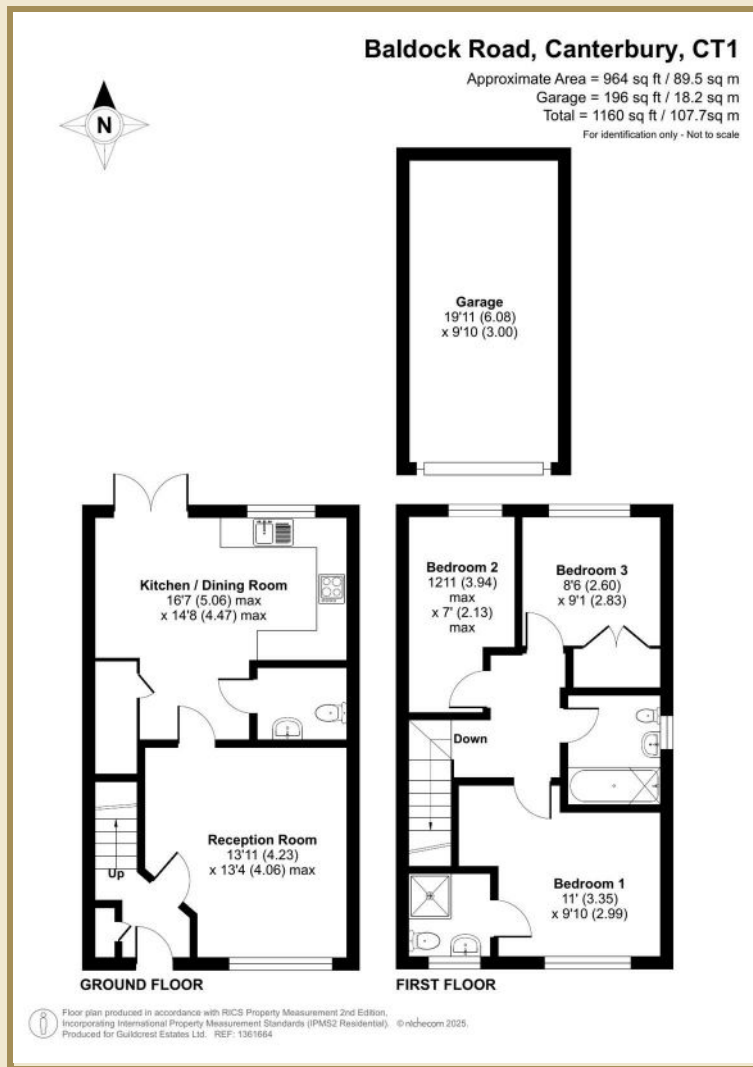 Baldock Road, Canterbury, CT1
Approximate Area = 964 sq ft / 89.5 sq m
Garage = 196 sq ft / 18.2 sq m
Total = 1160 sq ft / 107.7sq m
For identification only - Not to scale
N
Garage
19'11 (6.08)
x 9'10 (3.00)
Kitchen / Dining Room
16'7 (5.06) max
x 14'8 (4.47) max
Reception Room
13'11 (4.23)
x 13'4 (4.06) max
Up
GROUND FLOOR
Bedroom 2
1211 (3.94)
max
x 7' (2.13)
max
Bedroom 3
8'6 (2.60)
x 9'1 (2.83)
Down
Bedroom 1
11' (3.35)
x 9'10 (2.99)
FIRST FLOOR
Floor plan produced in accordance with RICS Property Measurement 2nd Edition,
Incorporating International Property Measurement Standards (IPMS2 Residential). © nichecom 2025.
Produced for Guildcrest Estates Ltd. REF: 1361664